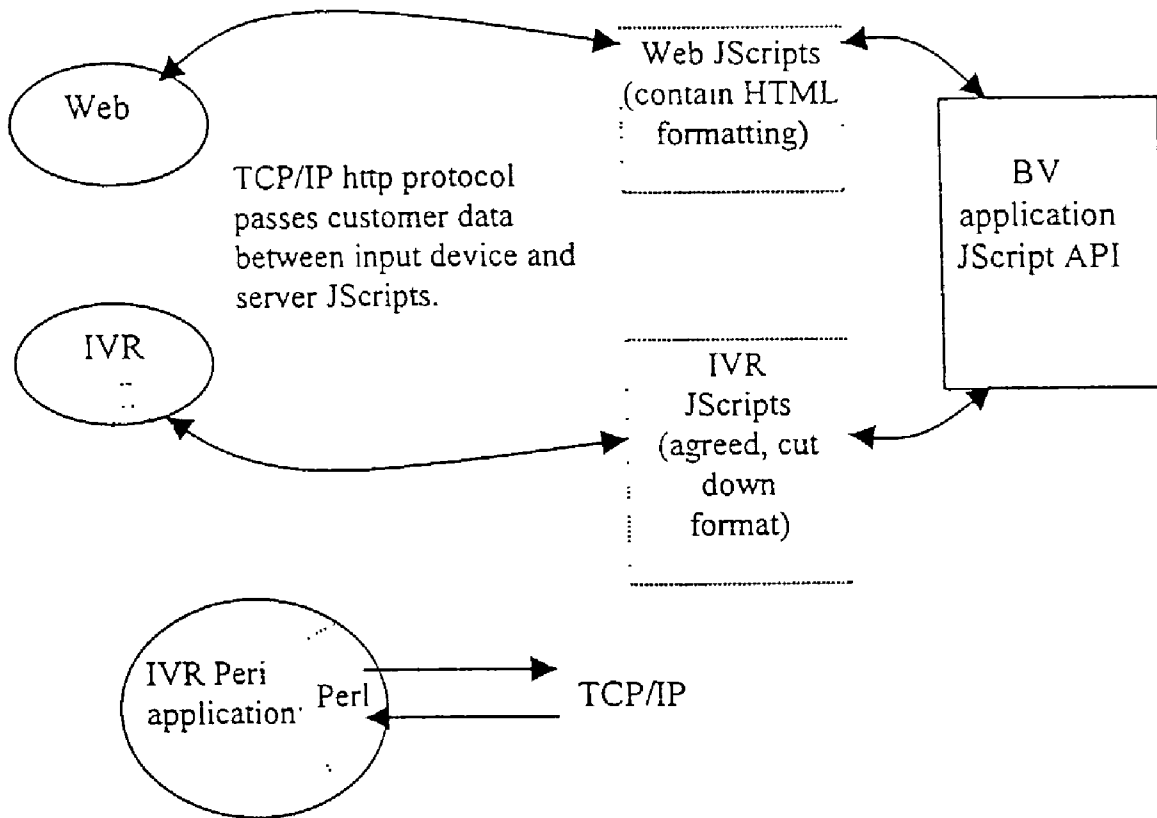 Web
Web JScripts
(contain HTML
formatting)
TCP/IP http protocol
passes customer data
between input device and
server JScripts.
BV
application
JScript API
IVR
IVR
JScripts
(agreed, cut
down
format)
IVR Peri
application
Perl
TCP/IP